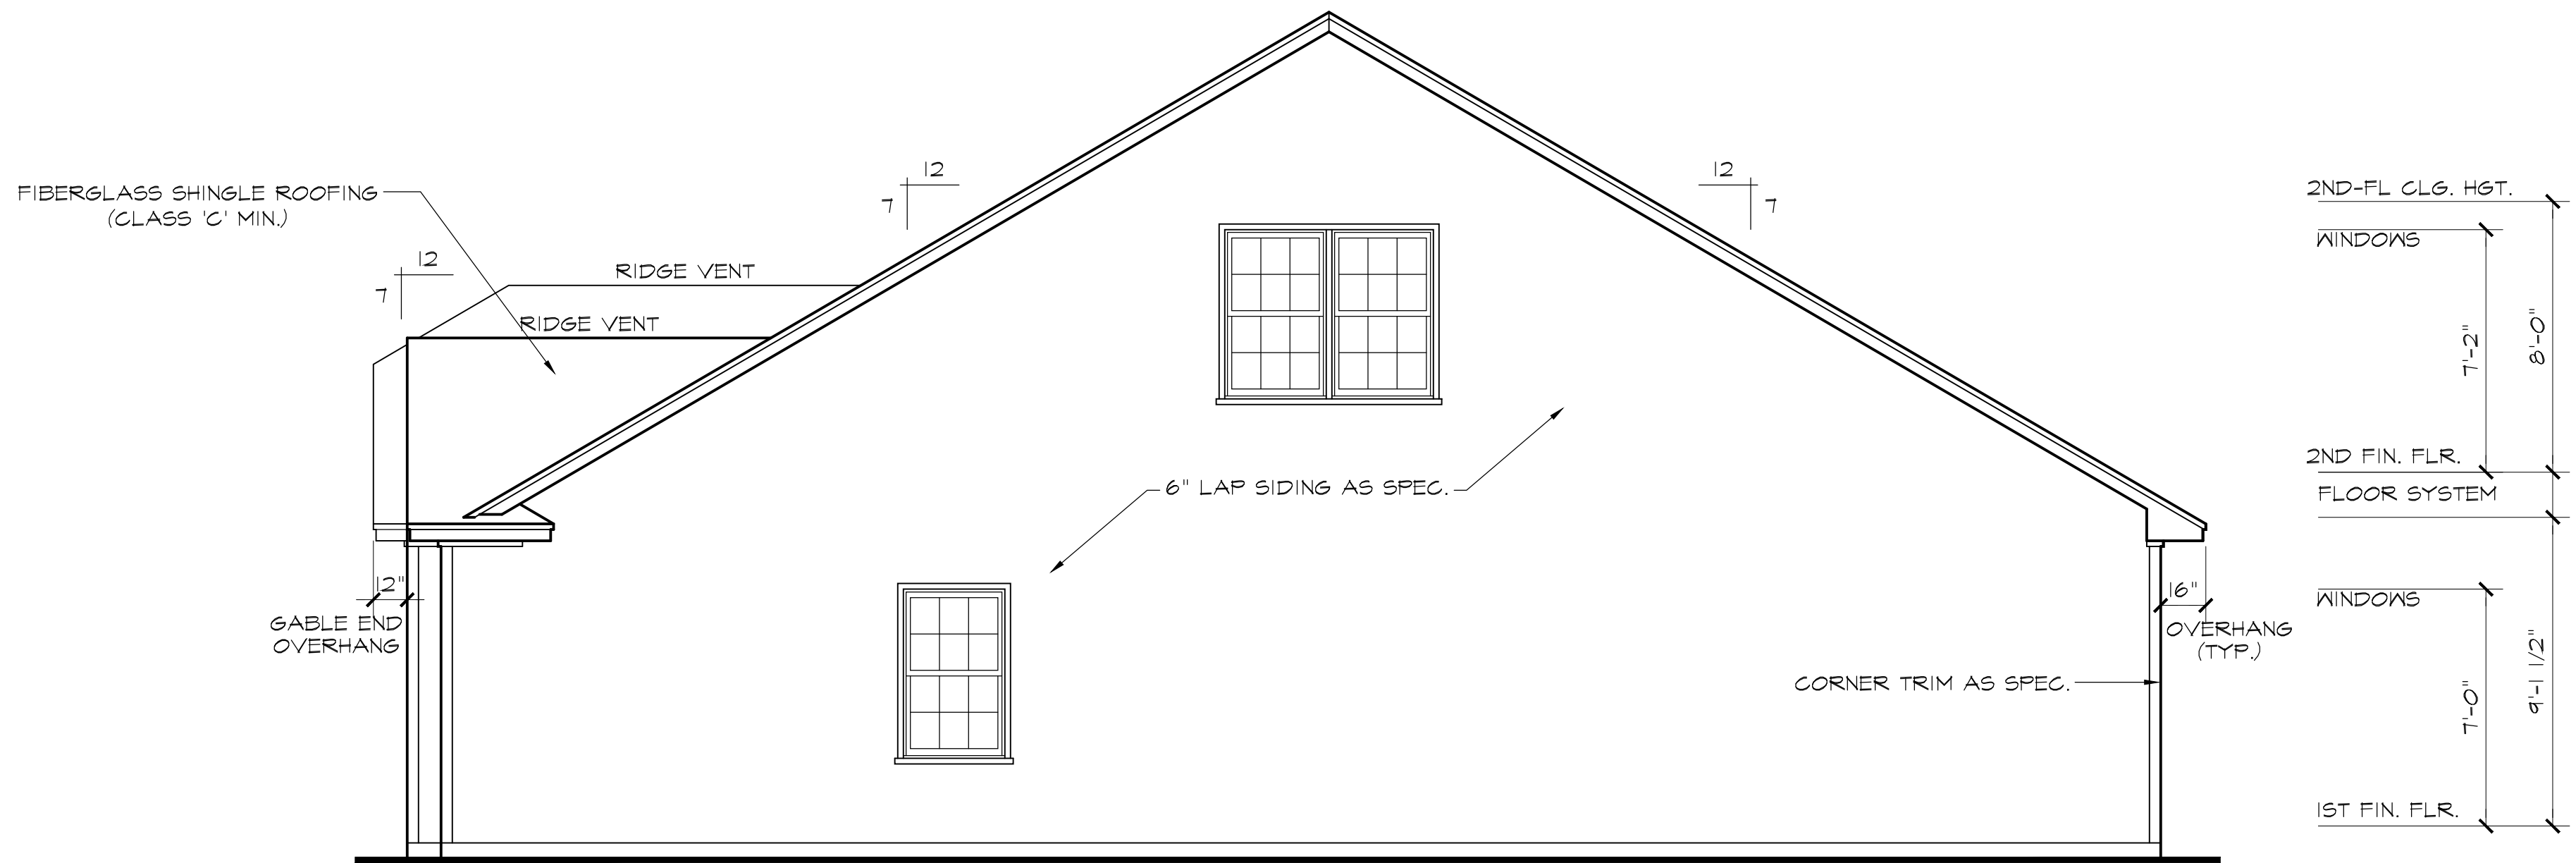 FIBERGLASS SHINGLE ROOFING
(CLASS 'C' MIN.)
12
7
12
7
12
7
RIDGE VENT
RIDGE VENT
6" LAP SIDING AS SPEC.
12"
GABLE END
OVERHANG
16"
OVERHANG
(TYP.)
CORNER TRIM AS SPEC.
2ND-FL CLG. HGT.
WINDOWS
7'-2"
8'-0"
2ND FIN. FLR.
FLOOR SYSTEM
WINDOWS
7'-0"
9'-1 1/2"
1ST FIN. FLR.